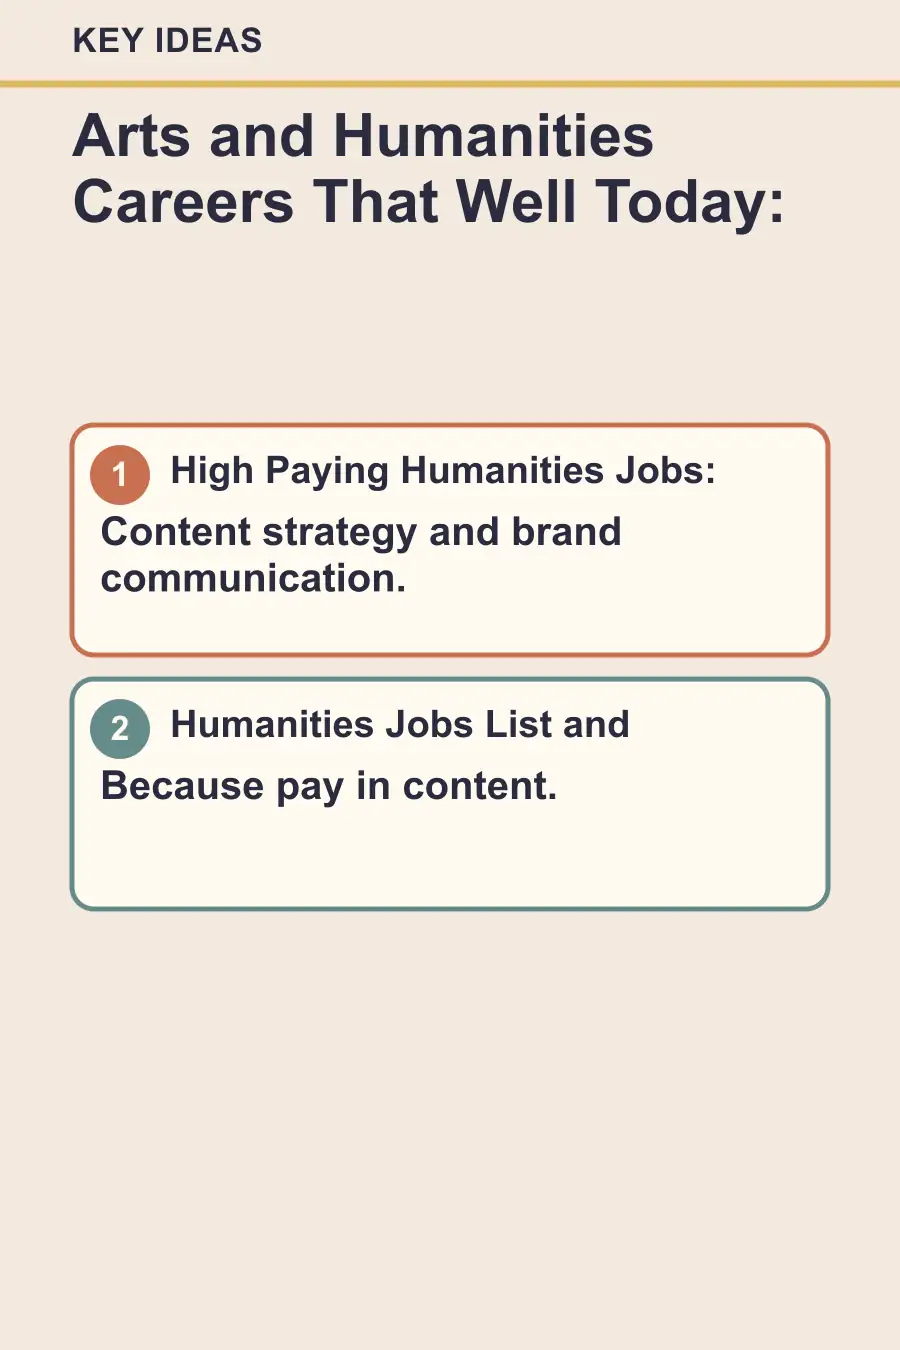 KEY IDEAS
Arts and Humanities
Careers That Well Today:
1 High Paying Humanities Jobs:
Content strategy and brand
communication.
2 Humanities Jobs List and
Because pay in content.